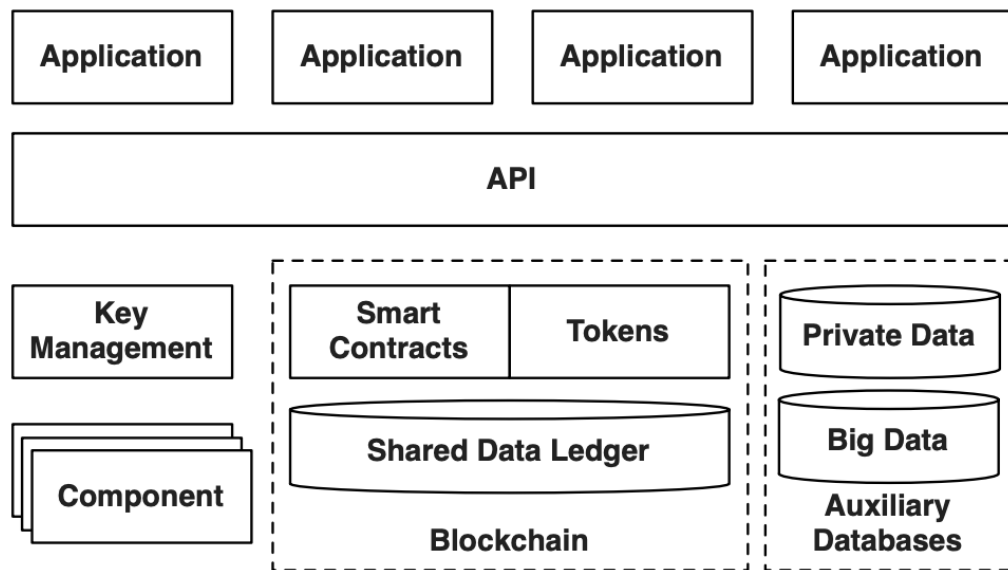 Application
Application
Application
Application
API
Key
Management
Smart
Contracts
Tokens
Private Data
Shared Data Ledger
Big Data
Component
Blockchain
Auxiliary
Databases